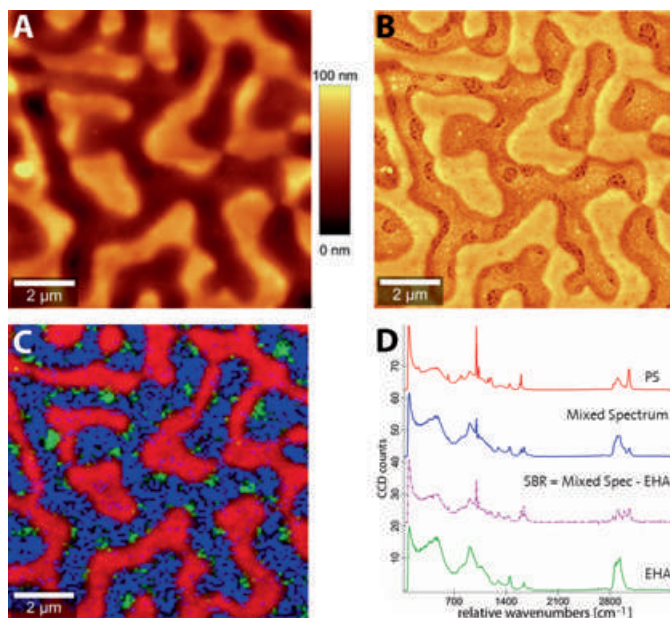 A
2 µm
100 nm
0 nm
B
2 µm
C
2 µm
D
PS
Mixed Spectrum
SBR = Mixed Spec - EHA
EHA
CCD counts
10 20 30 40 50 60 70
700 1400 2100 2800
relative wavenumbers [cm⁻¹]